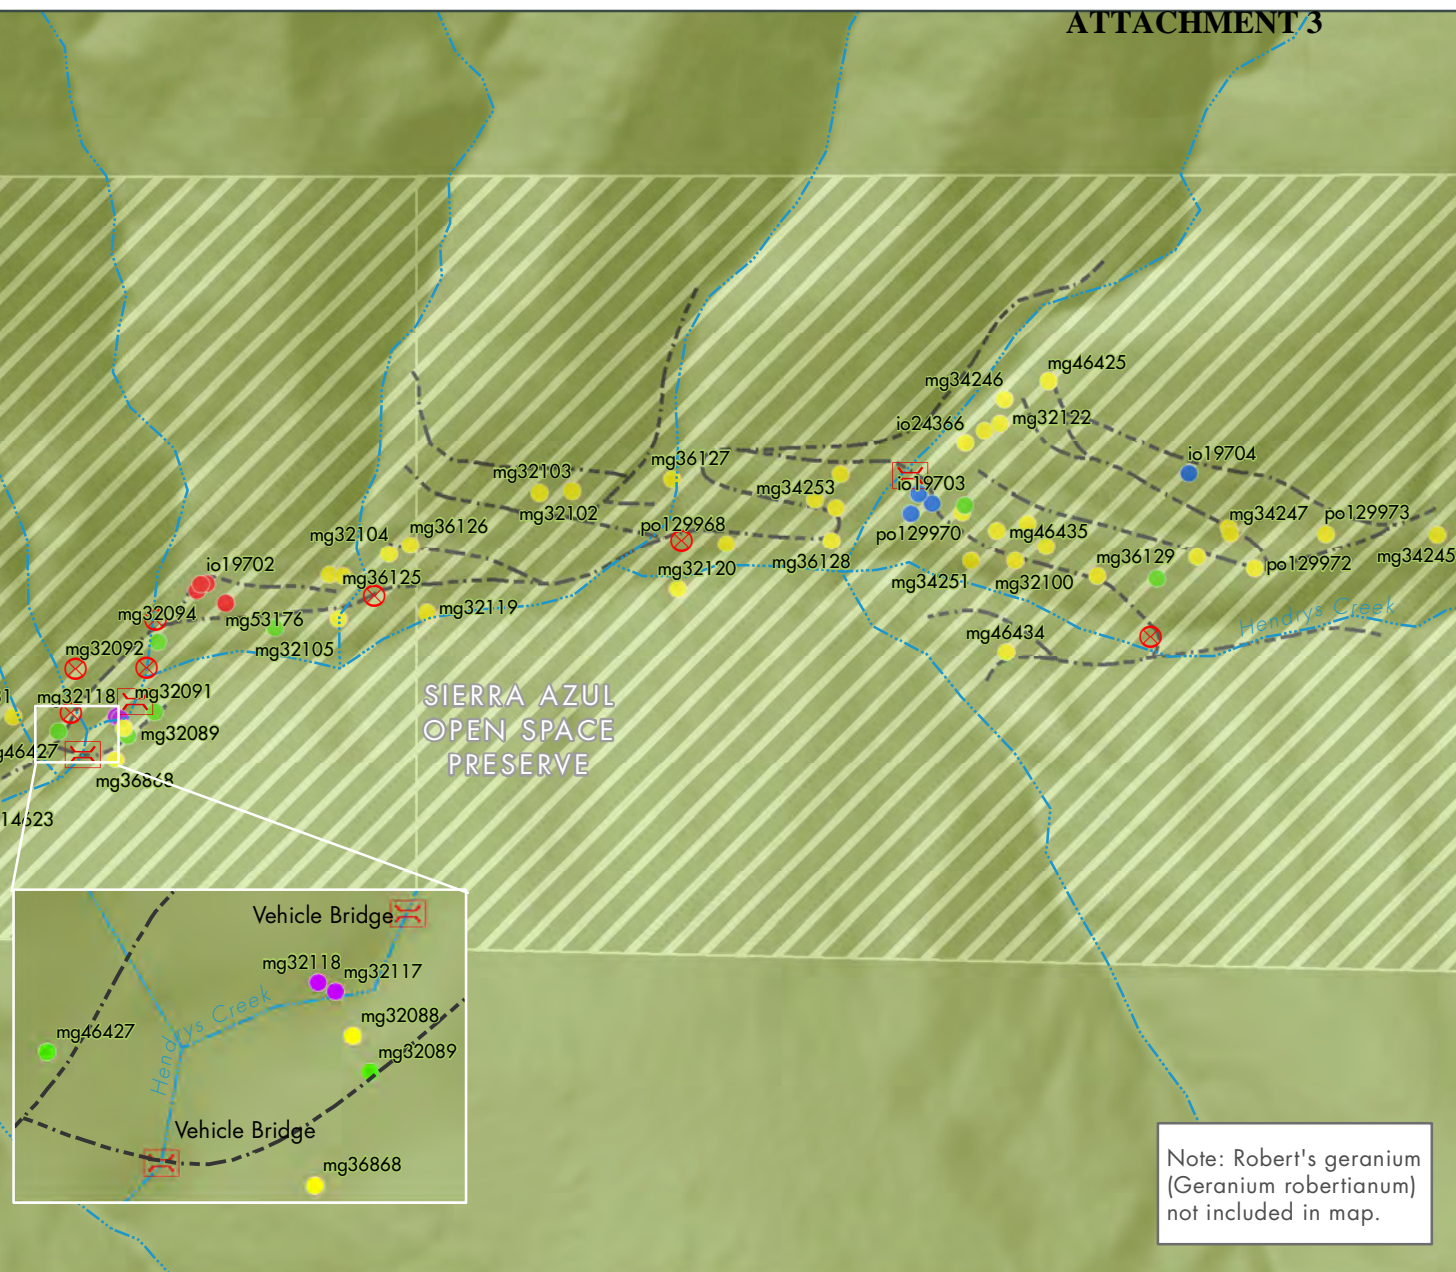 ATTACHMENT 3
mg46425
mg34246
mg32122
io24366
io19704
mg36127
mg32103
io19703
mg34253
mg32102
mg34247
po129973
po129968
mg36126
mg32104
po129970
mg46435
mg36129
mg34245
mg36128
po129972
io19702
mg32120
mg36125
mg34251
mg32100
mg32119
mg32094
mg53176
Hendrys Creek
mg46434
mg32092
mg32105
mg32118
mg32091
SIERRA AZUL
OPEN SPACE
PRESERVE
mg32089
g46427
mg36868
14623
Vehicle Bridge
mg32118
mg32117
Hendrys Creek
mg32088
mg46427
mg32089
Vehicle Bridge
mg36868
Note: Robert's geranium
(Geranium robertianum)
not included in map.